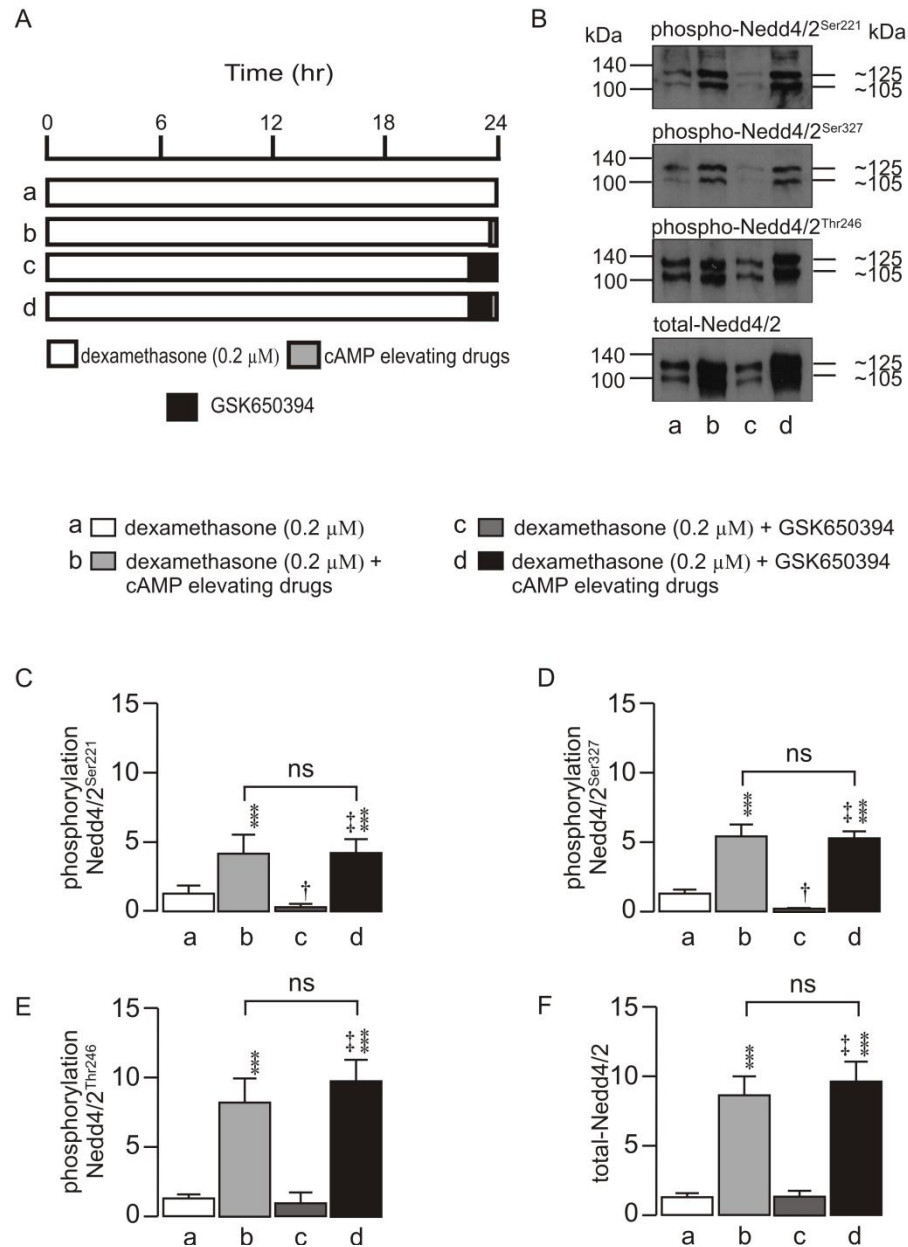 A
Time (hr)
0 6 12 18 24
a
b
c
d
dexamethasone (0.2 µM) cAMP elevating drugs
GSK650394
B
kDa phospho-Nedd4/2Ser221 kDa
140
100
~125
~105
phospho-Nedd4/2Ser327
140
100
~125
~105
phospho-Nedd4/2Thr246
140
100
~125
~105
total-Nedd4/2
140
100
~125
~105
a b c d
a dexamethasone (0.2 µM)
b dexamethasone (0.2 µM) +
cAMP elevating drugs
c dexamethasone (0.2 µM) + GSK650394
d dexamethasone (0.2 µM) + GSK650394
cAMP elevating drugs
C
phosphorylation
Nedd4/2Ser221
15
10
5
0
ns
***
†
‡
***
a b c d
D
phosphorylation
Nedd4/2Ser327
15
10
5
0
ns
***
†
‡
***
a b c d
E
phosphorylation
Nedd4/2Thr246
15
10
5
0
ns
***
‡
***
a b c d
F
total-Nedd4/2
15
10
5
0
ns
***
‡
***
a b c d